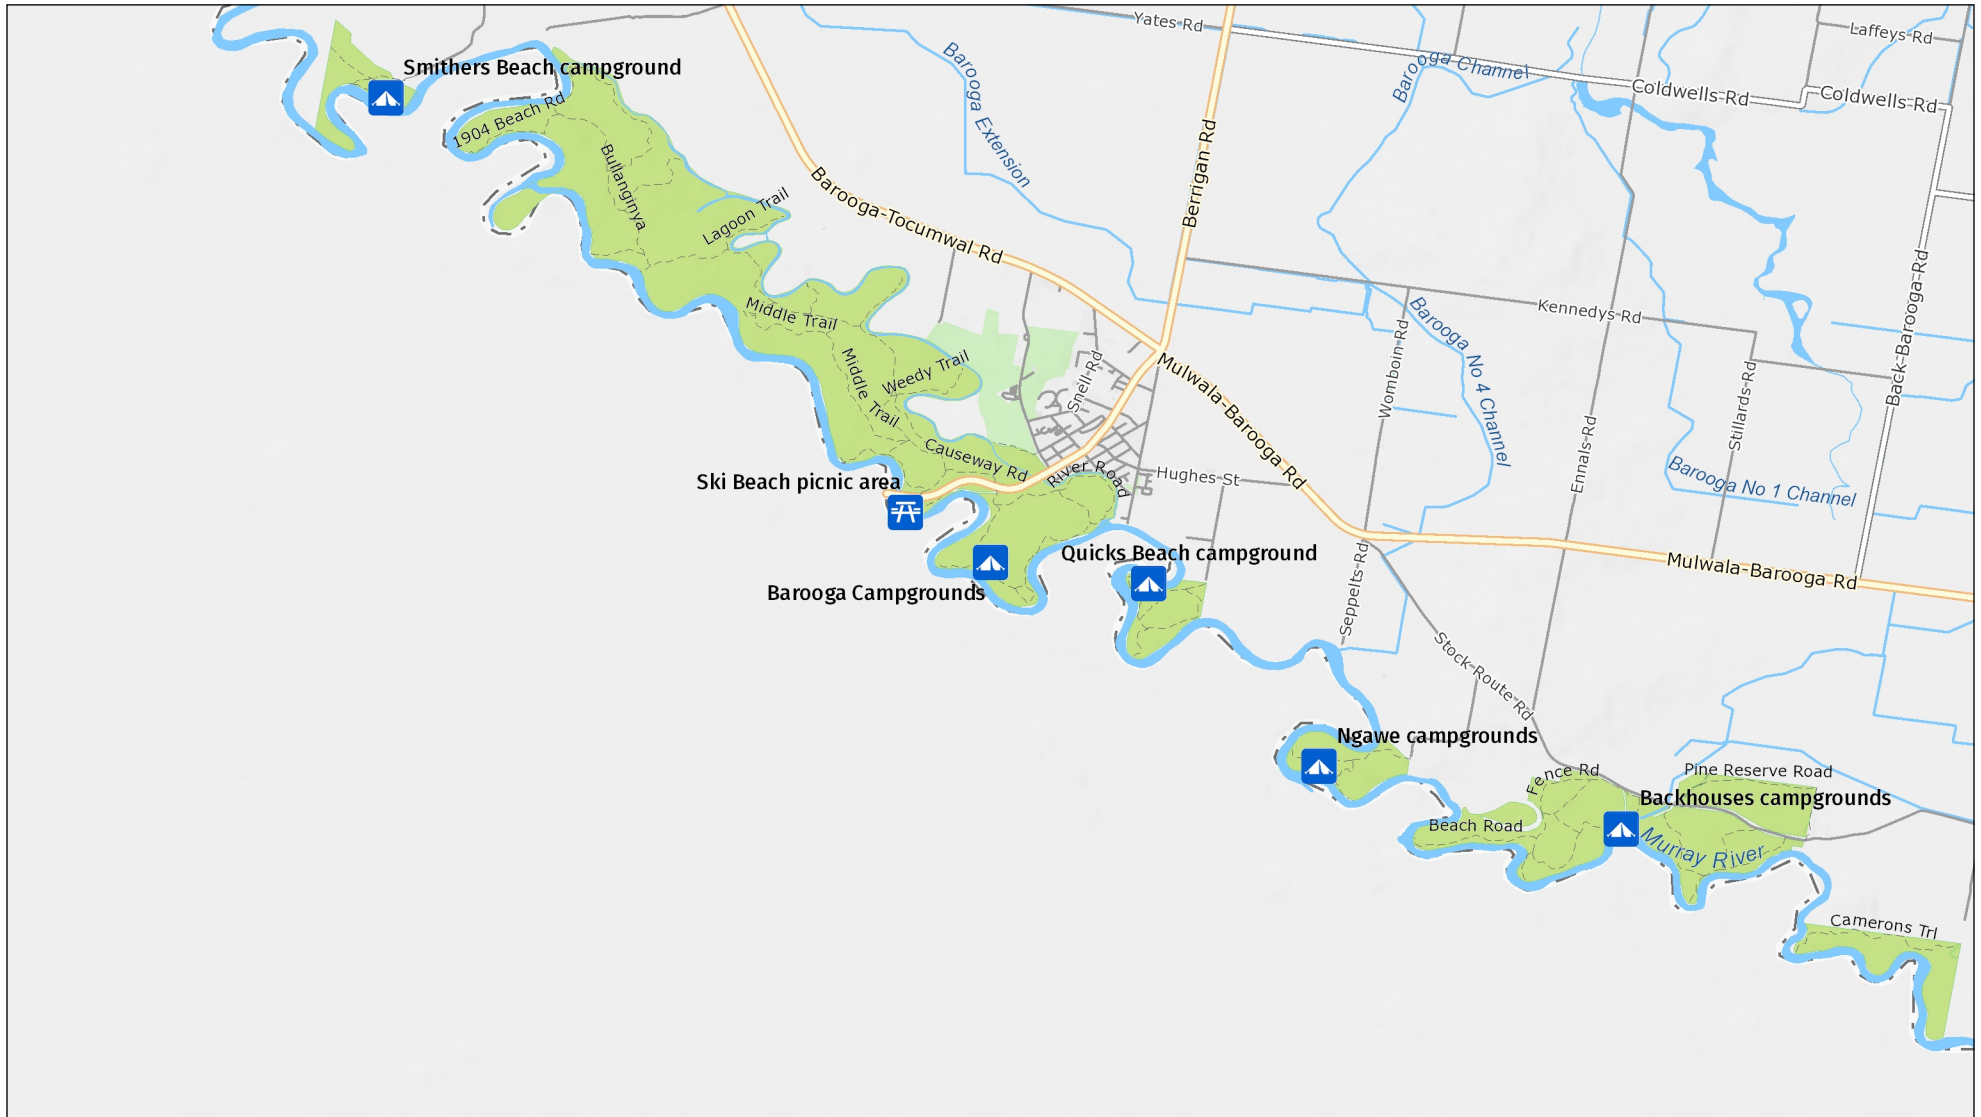 Yates Rd
Laffeys Rd
Barooga Extension
Barooga Channel
Smithers Beach campground
Coldwells Rd
Coldwells Rd
1904 Beach Rd
Bullanginya
Berrigan Rd
Barooga-Tocumwal Rd
Lagoon Trail
Back-Barooga-Rd
Middle Trail
Kennedys Rd
Barooga No 4 Channel
Womboin-Rd
Middle Trail
Weedy Trail
Snell-Rd
Mulwala-Barooga Rd
Stillards-Rd
Ennals-Rd
Causeway Rd
River Road
Hughes St
Barooga No 1 Channel
Ski Beach picnic area
Quicks Beach campground
Mulwala-Barooga Rd
Barooga Campgrounds
Seppelts-Rd
Stock-Route-Rd
Ngawe campgrounds
Fence Rd
Pine Reserve Road
Backhouses campgrounds
Beach Road
Murray River
Camerons Trl